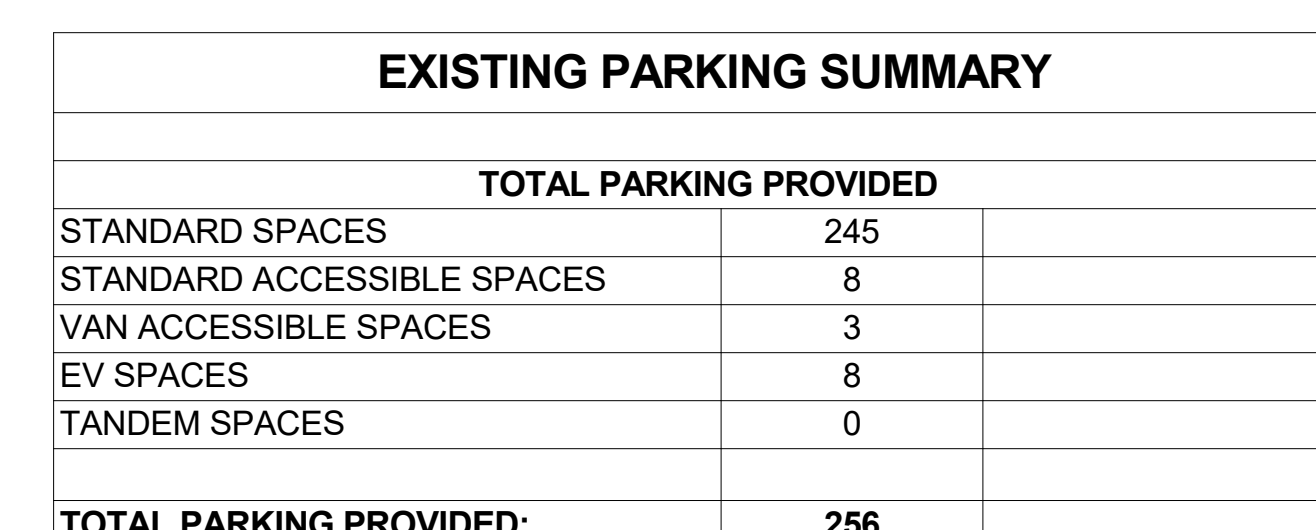 EXISTING PARKING SUMMARY
TOTAL PARKING PROVIDED
STANDARD SPACES 245
STANDARD ACCESSIBLE SPACES 8
VAN ACCESSIBLE SPACES 3
EV SPACES 8
TANDEM SPACES 0
TOTAL PARKING PROVIDED: 256